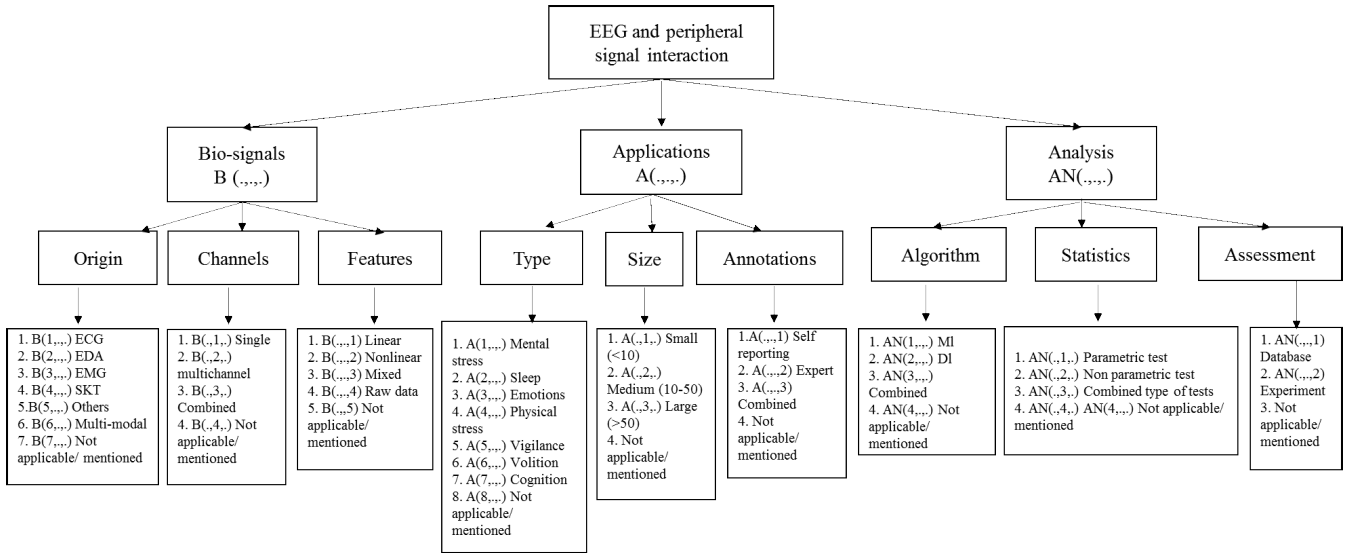 EEG and peripheral
signal interaction
Bio-signals
B (.,.,.)
Applications
A(.,.,.)
Analysis
AN(.,.,.)
Origin
Channels
Features
Type
Size
Annotations
Algorithm
Statistics
Assessment
1. B(1,.,.) ECG
2. B(2,.,.) EDA
3. B(3,.,.) EMG
4. B(4,.,.) SKT
5.B(5,.,.) Others
6. B(6,.,.) Multi-modal
7. B(7,.,.) Not
applicable/ mentioned
1. B(.,1,.) Single
2. B(.,2,.)
multichannel
3. B(.,3,.)
Combined
4. B(.,4,.) Not
applicable/
mentioned
1. B(.,.,1) Linear
2. B(.,.,2) Nonlinear
3. B(.,.,3) Mixed
4. B(.,.,4) Raw data
5. B(.,.,5) Not
applicable/
mentioned
1. A(1,.,.) Mental
stress
2. A(2,.,.) Sleep
3. A(3,.,.) Emotions
4. A(4,.,.) Physical
stress
5. A(5,.,.) Vigilance
6. A(6,.,.) Volition
7. A(7,.,.) Cognition
8. A(8,.,.) Not
applicable/
mentioned
1. A(.,1,.) Small
(<10)
2. A(.,2,.)
Medium (10-50)
3. A(.,3,.) Large
(>50)
4. Not
applicable/
mentioned
1.A(.,.,1) Self
reporting
2. A(.,.,2) Expert
3. A(.,.,3)
Combined
4. Not
applicable/
mentioned
1. AN(1,.,.) Ml
2. AN(2,.,.) Dl
3. AN(3,.,.)
Combined
4. AN(4,.,.) Not
applicable/
mentioned
1. AN(.,1,.) Parametric test
2. AN(.,2,.) Non parametric test
3. AN(.,3,.) Combined type of tests
4. AN(.,4,.) AN(4,.,.) Not applicable/
mentioned
1. AN(.,.,1)
Database
2. AN(.,.,2)
Experiment
3. Not
applicable/
mentioned